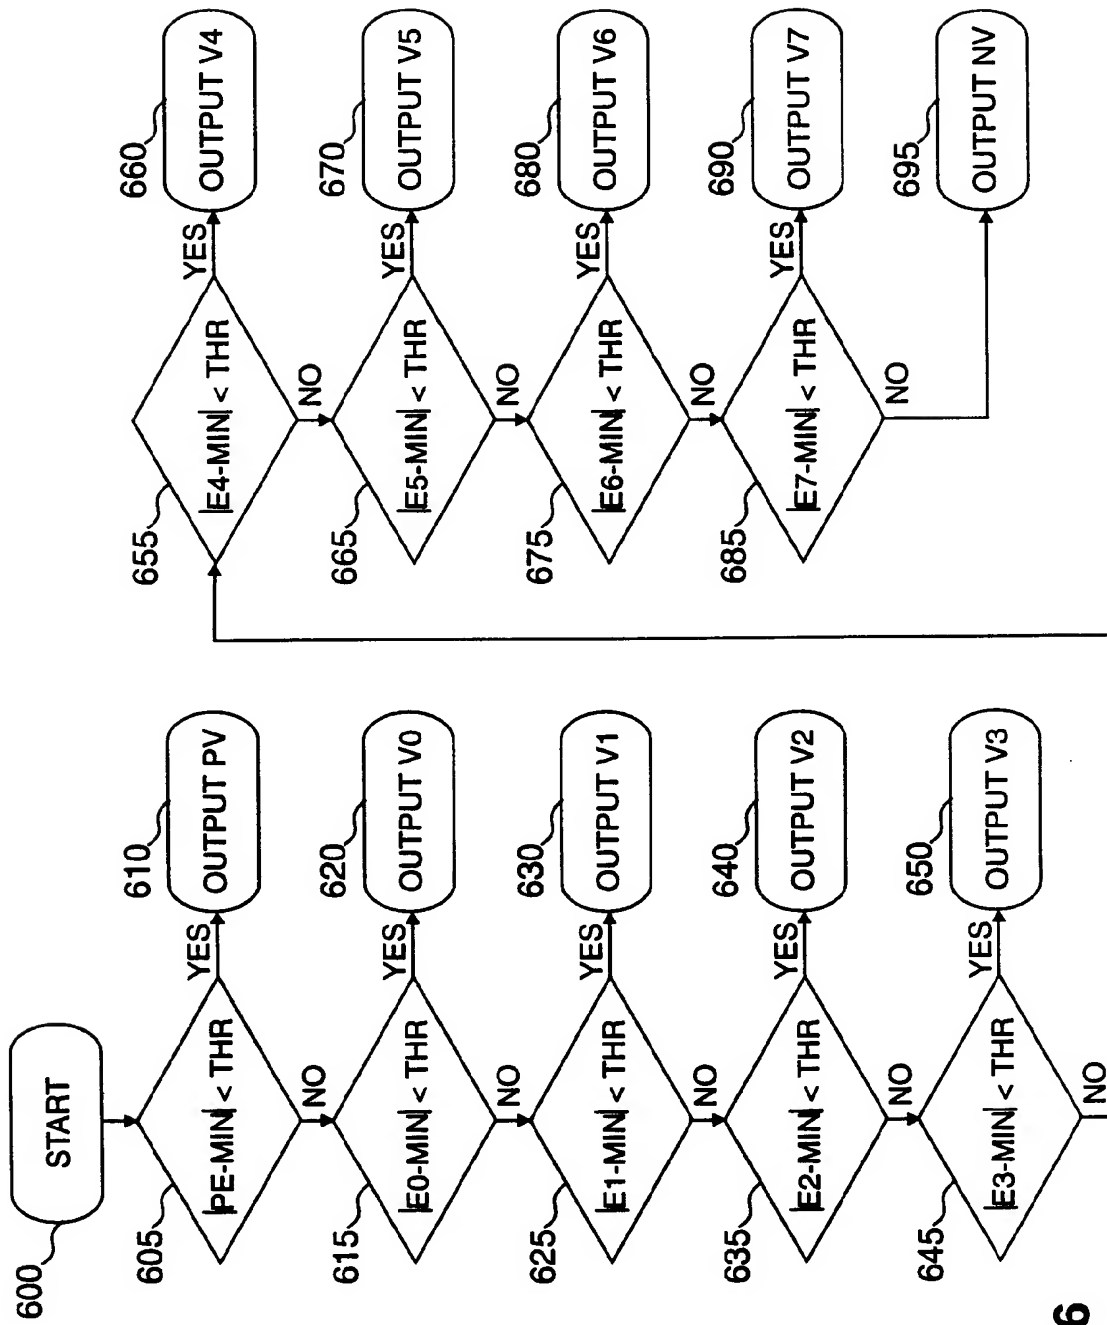 600
START
605
|PE-MIN| < THR
YES
610
OUTPUT PV
NO
615
|E0-MIN| < THR
YES
620
OUTPUT V0
NO
625
|E1-MIN| < THR
YES
630
OUTPUT V1
NO
635
|E2-MIN| < THR
YES
640
OUTPUT V2
NO
645
|E3-MIN| < THR
YES
650
OUTPUT V3
NO
655
|E4-MIN| < THR
YES
660
OUTPUT V4
NO
665
|E5-MIN| < THR
YES
670
OUTPUT V5
NO
675
|E6-MIN| < THR
YES
680
OUTPUT V6
NO
685
|E7-MIN| < THR
YES
690
OUTPUT V7
NO
695
OUTPUT NV
6